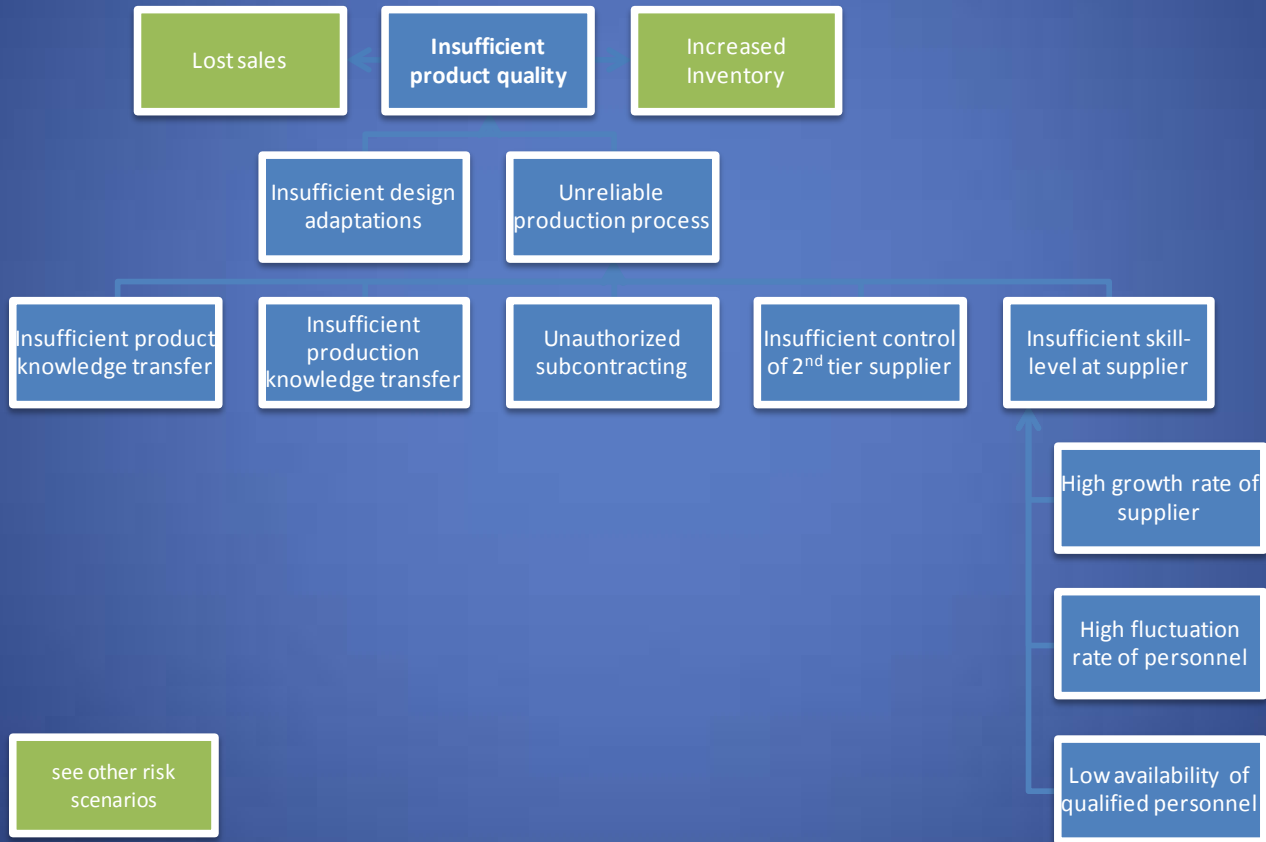 Lost sales
Insufficient
product quality
Increased
Inventory
Insufficient design
adaptations
Unreliable
production process
Insufficient product
knowledge transfer
Insufficient
production
knowledge transfer
Unauthorized
subcontracting
Insufficient control
of 2nd tier supplier
Insufficient skill-
level at supplier
High growth rate of
supplier
High fluctuation
rate of personnel
see other risk
scenarios
Low availability of
qualified personnel